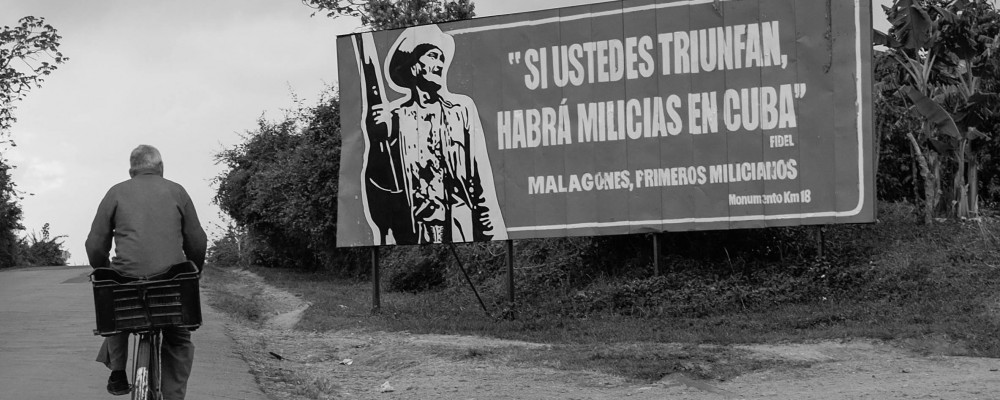 "SI USTEDES TRIUNFAN,
HABRÁ MILICIAS EN CUBA"
FIDEL
MALAGONES, PRIMEROS MILICIANOS
Monumento Km 18